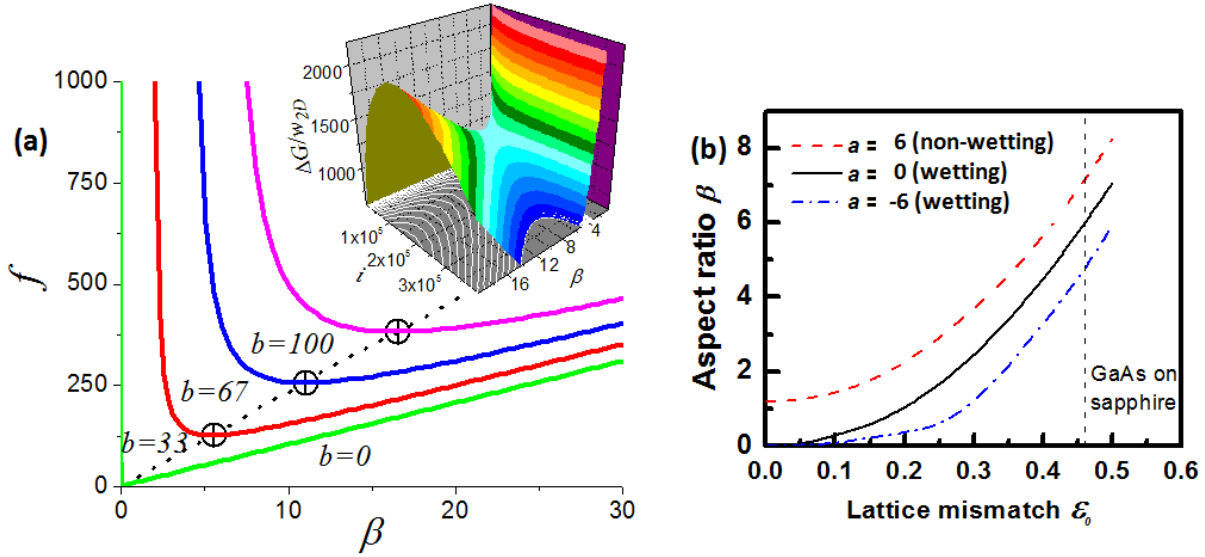 (a)
1000
750
500
250
0
f
0
10
20
30
β
b=100
b=67
b=33
b=0
2000
1500
1000
ΔG/w2D
1x10⁵
2x10⁵
3x10⁵
i
16
12
8
4
β
(b)
8
6
4
2
0
Aspect ratio β
a = 6 (non-wetting)
a = 0 (wetting)
a = -6 (wetting)
GaAs on
sapphire
0.0
0.1
0.2
0.3
0.4
0.5
0.6
Lattice mismatch ε₀